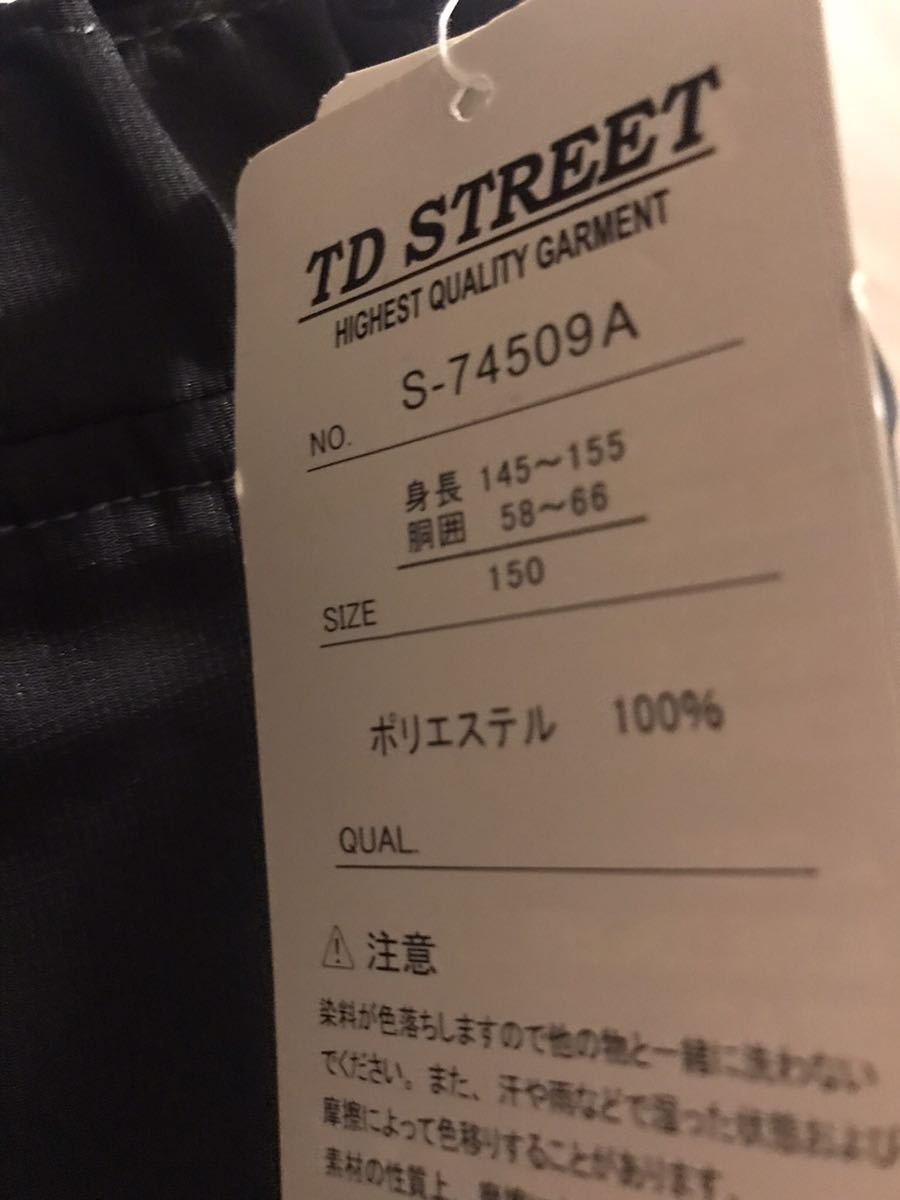 TD STREET
HIGHEST QUALITY GARMENT
NO. S-74509A
身長 145〜155
胴囲 58〜66
150
SIZE
ポリエステル 100%
QUAL.
⚠ 注意
染料が色落ちしますので他の物と一緒に洗わない
でください。また、汗や雨などで湿った状態および
摩擦によって色移りすることがあります。
素材の性質上、